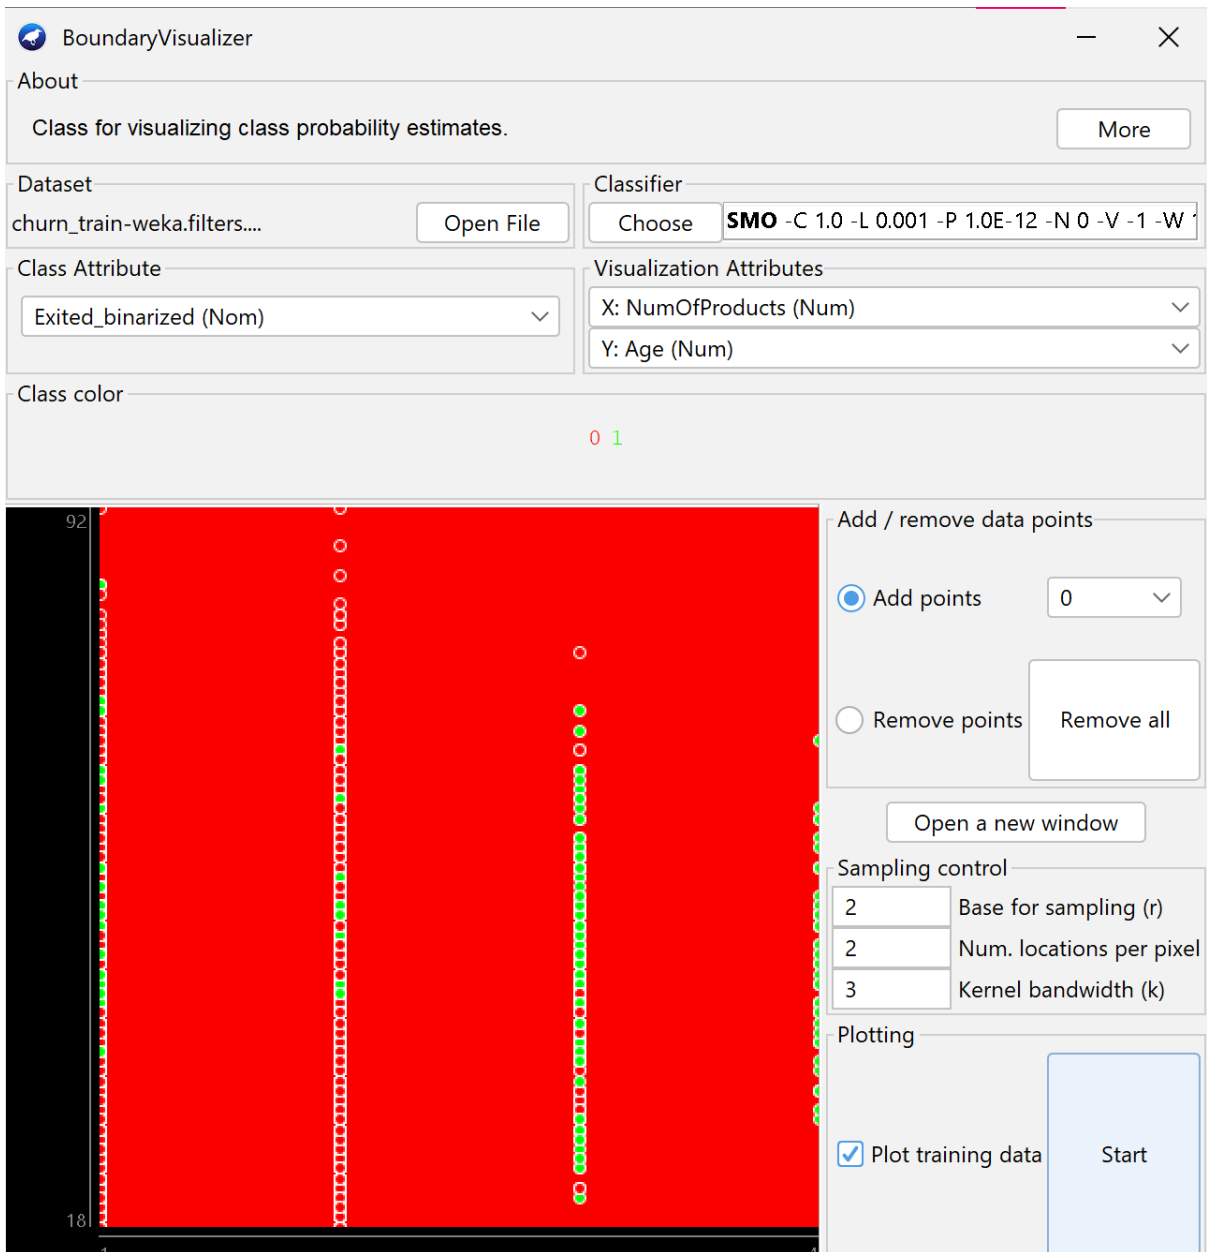 BoundaryVisualizer
About
Class for visualizing class probability estimates.
More
Dataset
churn_train-weka.filters....
Open File
Classifier
Choose
SMO -C 1.0 -L 0.001 -P 1.0E-12 -N 0 -V -1 -W
Class Attribute
Exited_binarized (Nom)
Visualization Attributes
X: NumOfProducts (Num)
Y: Age (Num)
Class color
0 1
92
18
Add / remove data points
Add points
0
Remove points
Remove all
Open a new window
Sampling control
2 Base for sampling (r)
2 Num. locations per pixel
3 Kernel bandwidth (k)
Plotting
Plot training data
Start